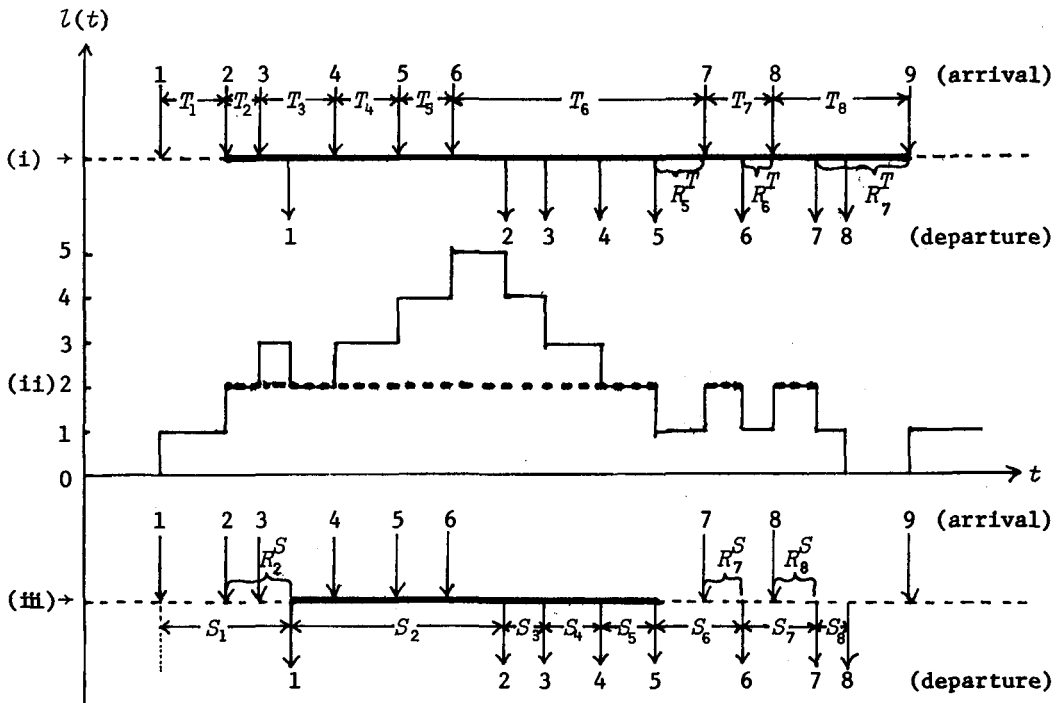 l(t)
1 2 3 4 5 6 7 8 9 (arrival)
T₁ T₂ T₃ T₄ T₅ T₆ T₇ T₈
(i)
R₅ᵀ R₆ᵀ R₇ᵀ
1 2 3 4 5 6 7 8 (departure)
5
4
3
(ii) 2
1
0
t
1 2 3 4 5 6 7 8 9 (arrival)
R₂ˢ R₇ˢ R₈ˢ
(iii)
S₁ S₂ S₃ S₄ S₅ S₆ S₇ S₈
1 2 3 4 5 6 7 8 (departure)